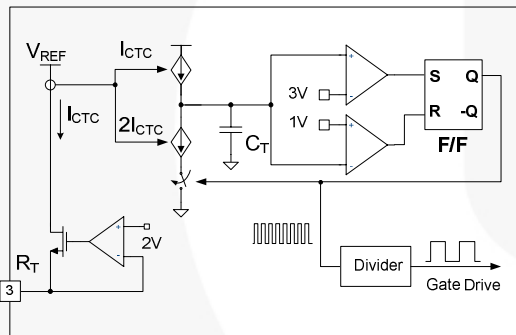 VREF
ICTC
ICTC
2ICTC
CT
3V
1V
+
-
+
-
S Q
R -Q
F/F
+
-
2V
RT
3
Divider
Gate Drive